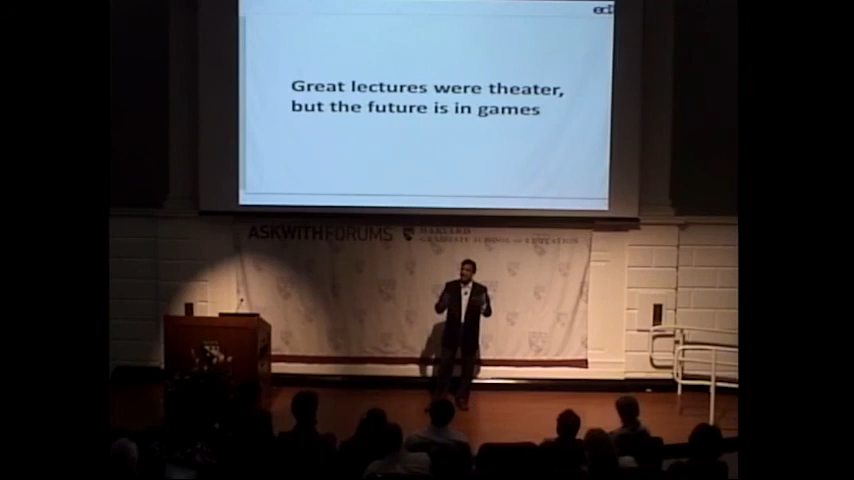 Great lectures were theater,
but the future is in games
ASKWITH FORUMS
HARVARD
GRADUATE SCHOOL OF EDUCATION